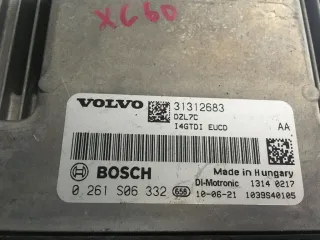 XC60
VOLVO 31312683
DZL7C
I4GTDI EUCD AA
BOSCH Made in Hungary
DI-Motronic 1314 0217
0 261 S06 332 658 10-06-21 1039S40105